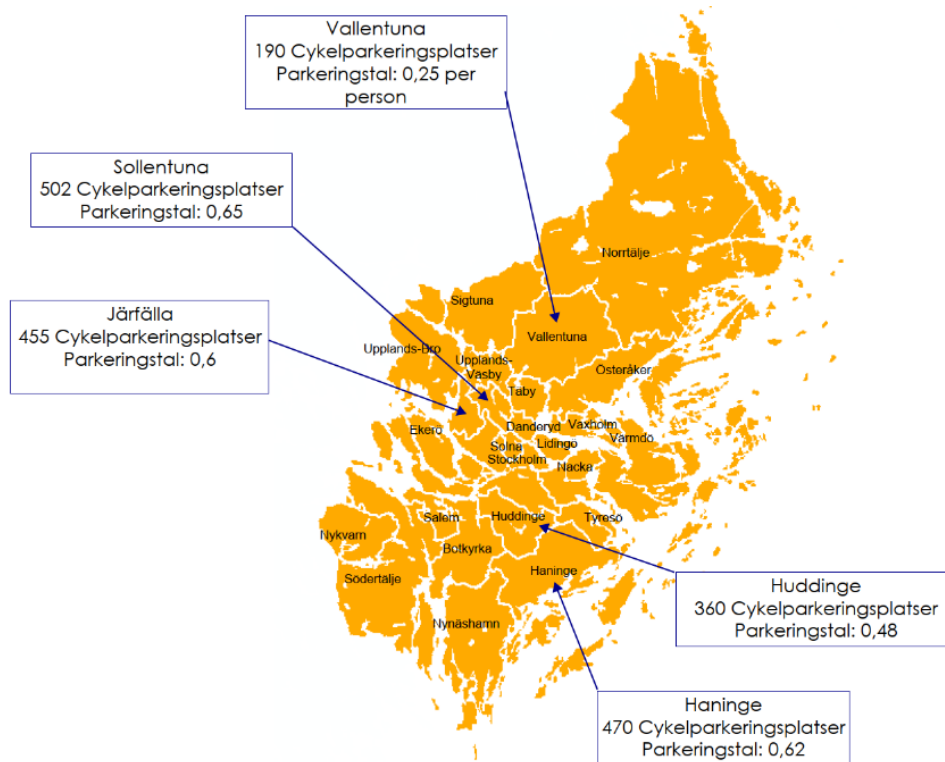 Vallentuna
190 Cykelparkeringsplatser
Parkeringstal: 0,25 per
person
Sollentuna
502 Cykelparkeringsplatser
Parkeringstal: 0,65
Järfälla
455 Cykelparkeringsplatser
Parkeringstal: 0,6
Norrtälje
Sigtuna
Vallentuna
Upplands-Bro
Upplands-
Väsby
Österåker
Täby
Ekerö
Danderyd
Vaxholm
Värmdö
Solna
Lidingö
Stockholm
Nacka
Salem
Huddinge
Tyresö
Nykvarn
Botkyrka
Södertälje
Haninge
Nynäshamn
Huddinge
360 Cykelparkeringsplatser
Parkeringstal: 0,48
Haninge
470 Cykelparkeringsplatser
Parkeringstal: 0,62